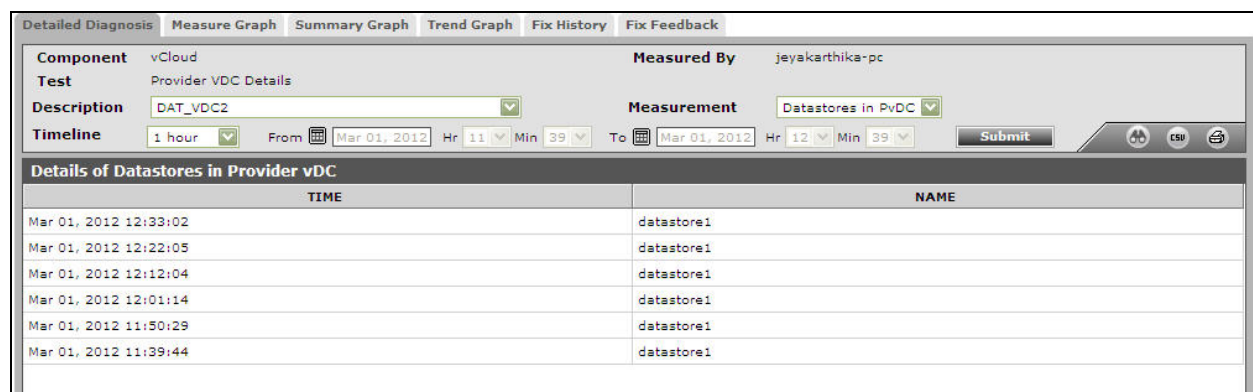 Detailed Diagnosis Measure Graph Summary Graph Trend Graph Fix History Fix Feedback
Component vCloud Measured By jeyakarthika-pc
Test Provider VDC Details
Description DAT_VDC2 Measurement Datastores in PvDC
Timeline 1 hour From Mar 01, 2012 Hr 11 Min 39 To Mar 01, 2012 Hr 12 Min 39 Submit CSV
Details of Datastores in Provider vDC
TIME NAME
Mar 01, 2012 12:33:02 datastore1
Mar 01, 2012 12:22:05 datastore1
Mar 01, 2012 12:12:04 datastore1
Mar 01, 2012 12:01:14 datastore1
Mar 01, 2012 11:50:29 datastore1
Mar 01, 2012 11:39:44 datastore1